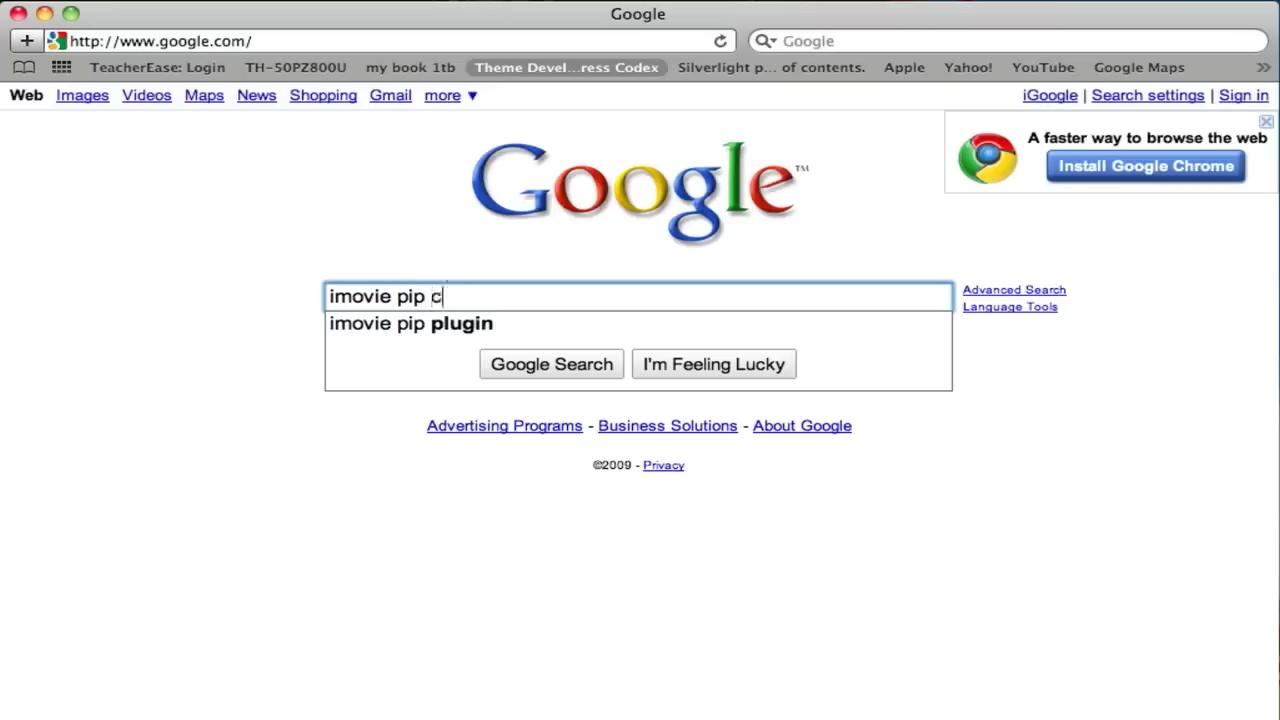 Google
http://www.google.com/
Google
TeacherEase: Login TH-50PZ800U my book 1tb Theme Devel...ress Codex Silverlight p... of contents. Apple Yahoo! YouTube Google Maps »
Web Images Videos Maps News Shopping Gmail more ▼
iGoogle | Search settings | Sign in
A faster way to browse the web
Install Google Chrome
Google™
imovie pip c
Advanced Search
Language Tools
imovie pip plugin
Google Search I'm Feeling Lucky
Advertising Programs - Business Solutions - About Google
©2009 - Privacy